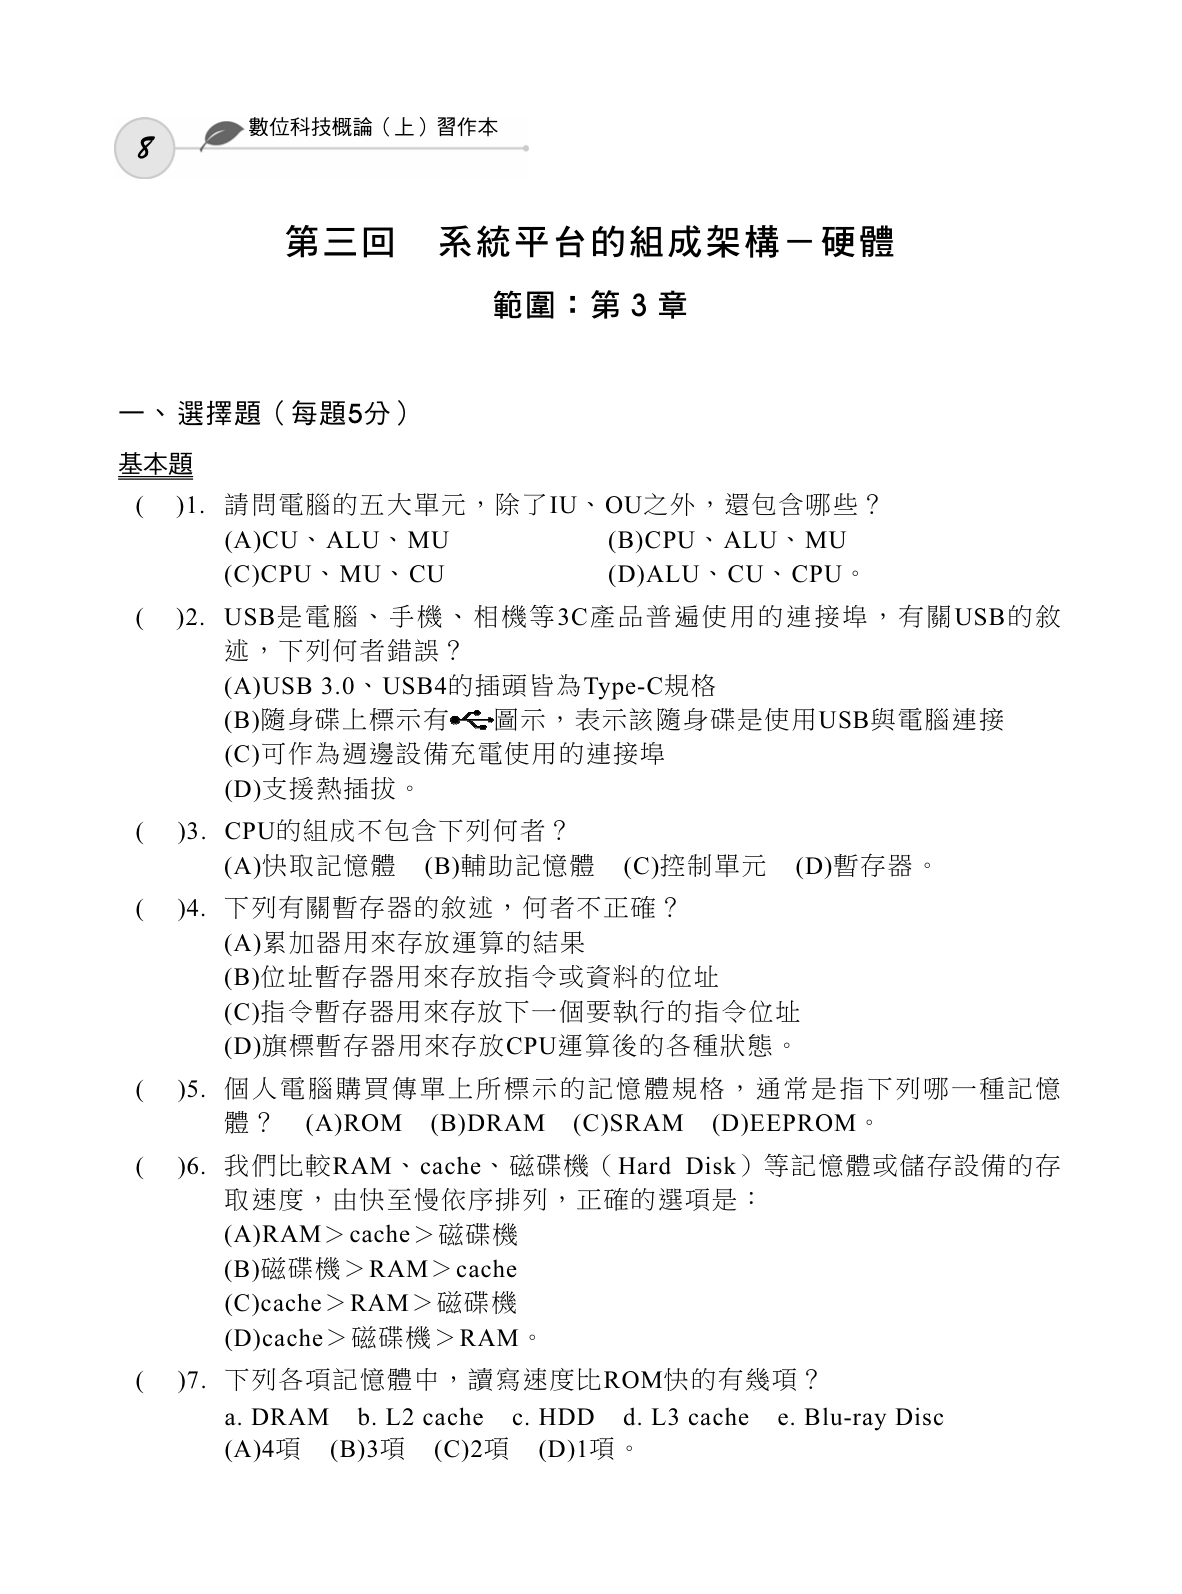 8
數位科技概論（上）習作本
第三回　系統平台的組成架構－硬體
範圍：第 3 章
一、選擇題（每題5分）
基本題
(　)1. 請問電腦的五大單元，除了IU、OU之外，還包含哪些？
(A)CU、ALU、MU　(B)CPU、ALU、MU
(C)CPU、MU、CU　(D)ALU、CU、CPU。
(　)2. USB是電腦、手機、相機等3C產品普遍使用的連接埠，有關USB的敘
述，下列何者錯誤？
(A)USB 3.0、USB4的插頭皆為Type-C規格
(B)隨身碟上標示有圖示，表示該隨身碟是使用USB與電腦連接
(C)可作為週邊設備充電使用的連接埠
(D)支援熱插拔。
(　)3. CPU的組成不包含下列何者？
(A)快取記憶體　(B)輔助記憶體　(C)控制單元　(D)暫存器。
(　)4. 下列有關暫存器的敘述，何者不正確？
(A)累加器用來存放運算的結果
(B)位址暫存器用來存放指令或資料的位址
(C)指令暫存器用來存放下一個要執行的指令位址
(D)旗標暫存器用來存放CPU運算後的各種狀態。
(　)5. 個人電腦購買傳單上所標示的記憶體規格，通常是指下列哪一種記憶
體？　(A)ROM　(B)DRAM　(C)SRAM　(D)EEPROM。
(　)6. 我們比較RAM、cache、磁碟機（Hard Disk）等記憶體或儲存設備的存
取速度，由快至慢依序排列，正確的選項是：
(A)RAM＞cache＞磁碟機
(B)磁碟機＞RAM＞cache
(C)cache＞RAM＞磁碟機
(D)cache＞磁碟機＞RAM。
(　)7. 下列各項記憶體中，讀寫速度比ROM快的有幾項？
a. DRAM　b. L2 cache　c. HDD　d. L3 cache　e. Blu-ray Disc
(A)4項　(B)3項　(C)2項　(D)1項。